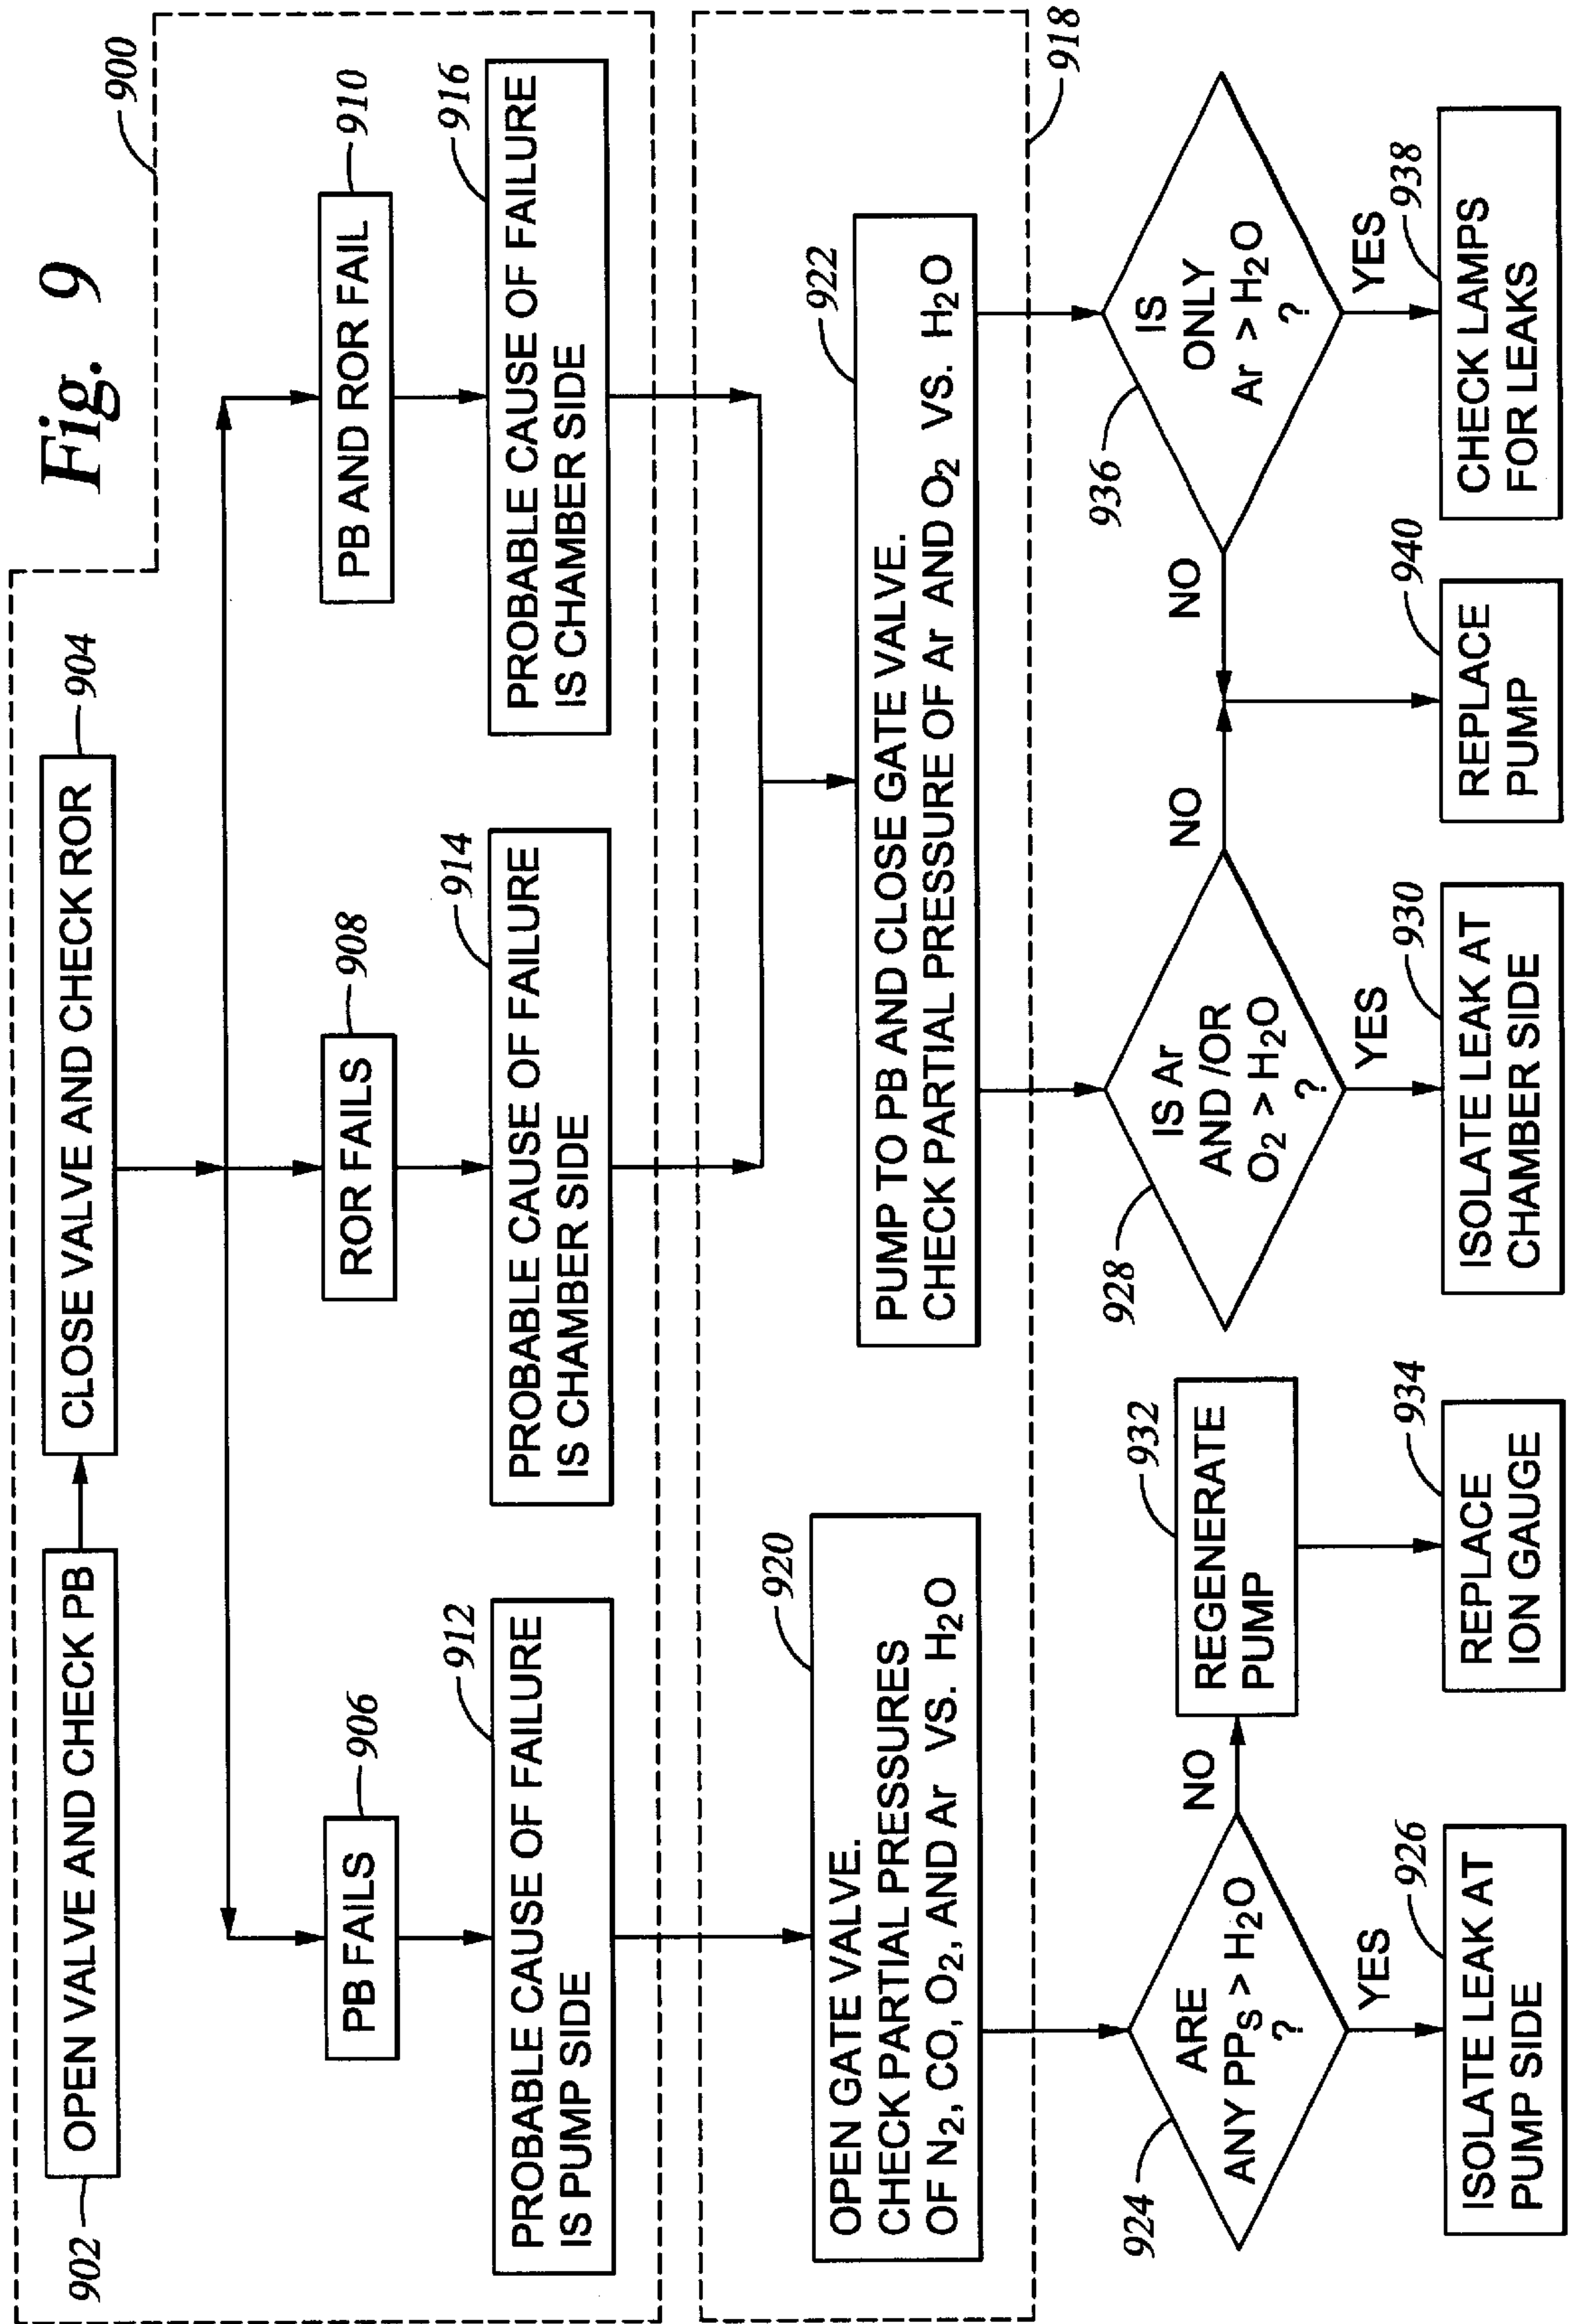 Fig. 9
900
902
OPEN VALVE AND CHECK PB
CLOSE VALVE AND CHECK ROR
904
PB FAILS
906
ROR FAILS
908
PB AND ROR FAIL
910
PROBABLE CAUSE OF FAILURE
IS PUMP SIDE
912
PROBABLE CAUSE OF FAILURE
IS CHAMBER SIDE
914
PROBABLE CAUSE OF FAILURE
IS CHAMBER SIDE
916
918
OPEN GATE VALVE.
CHECK PARTIAL PRESSURES
OF N₂, CO, O₂, AND Ar VS. H₂O
920
PUMP TO PB AND CLOSE GATE VALVE.
CHECK PARTIAL PRESSURE OF Ar AND O₂ VS. H₂O
922
924
ARE
ANY PPS > H₂O
?
NO
YES
REGENERATE
PUMP
932
928
IS Ar
AND /OR
O₂ > H₂O
?
NO
YES
936
IS
ONLY
Ar > H₂O
?
NO
YES
ISOLATE LEAK AT
PUMP SIDE
926
REPLACE
ION GAUGE
934
ISOLATE LEAK AT
CHAMBER SIDE
930
REPLACE
PUMP
940
CHECK LAMPS
FOR LEAKS
938